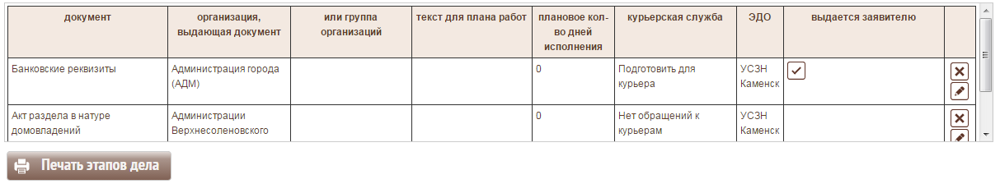 документ
организация,
выдающая документ
или группа
организаций
текст для плана работ
плановое кол-
во дней
исполнения
курьерская служба
ЭДО
выдается заявителю
Банковские реквизиты
Администрация города
(АДМ)
0
Подготовить для
курьера
УСЗН
Каменск
Акт раздела в натуре
домовладений
Администрации
Верхнесоленовского
0
Нет обращений к
курьерам
УСЗН
Каменск
Печать этапов дела